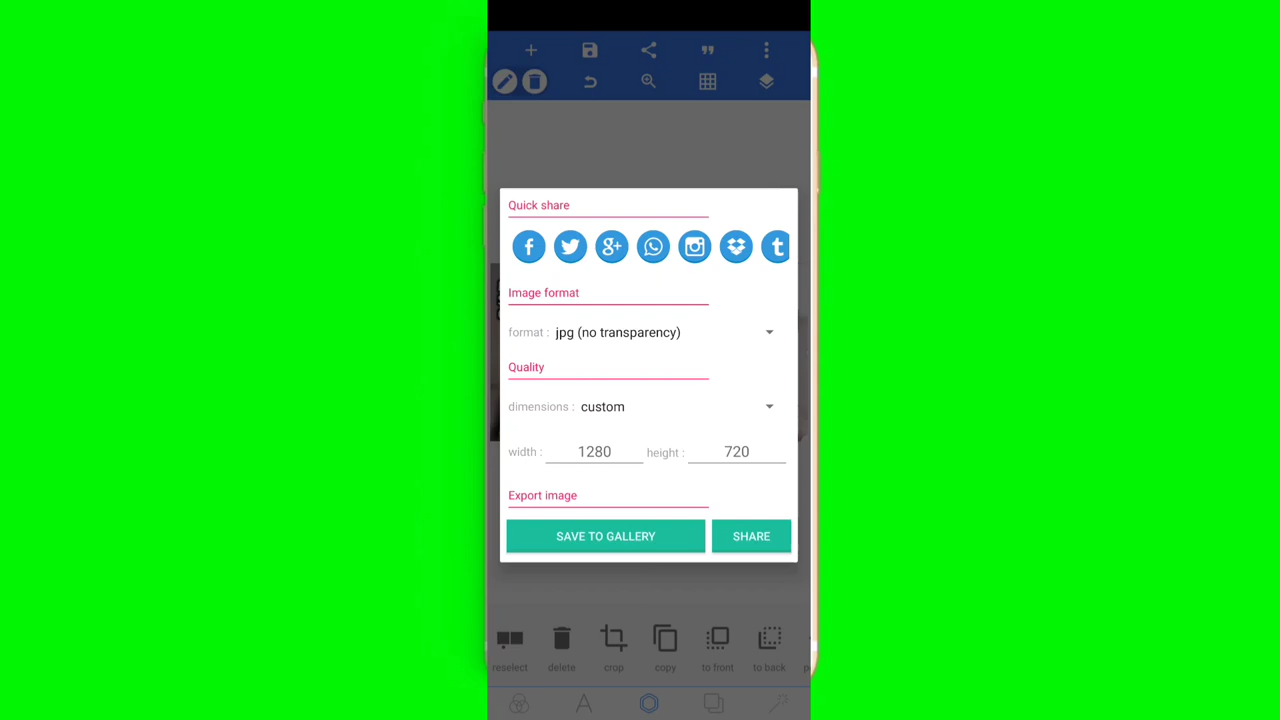 Quick share
f g+ t
Image format
format : jpg (no transparency)
Quality
dimensions : custom
width : 1280 height : 720
Export image
SAVE TO GALLERY SHARE
reselect delete crop copy to front to back
A